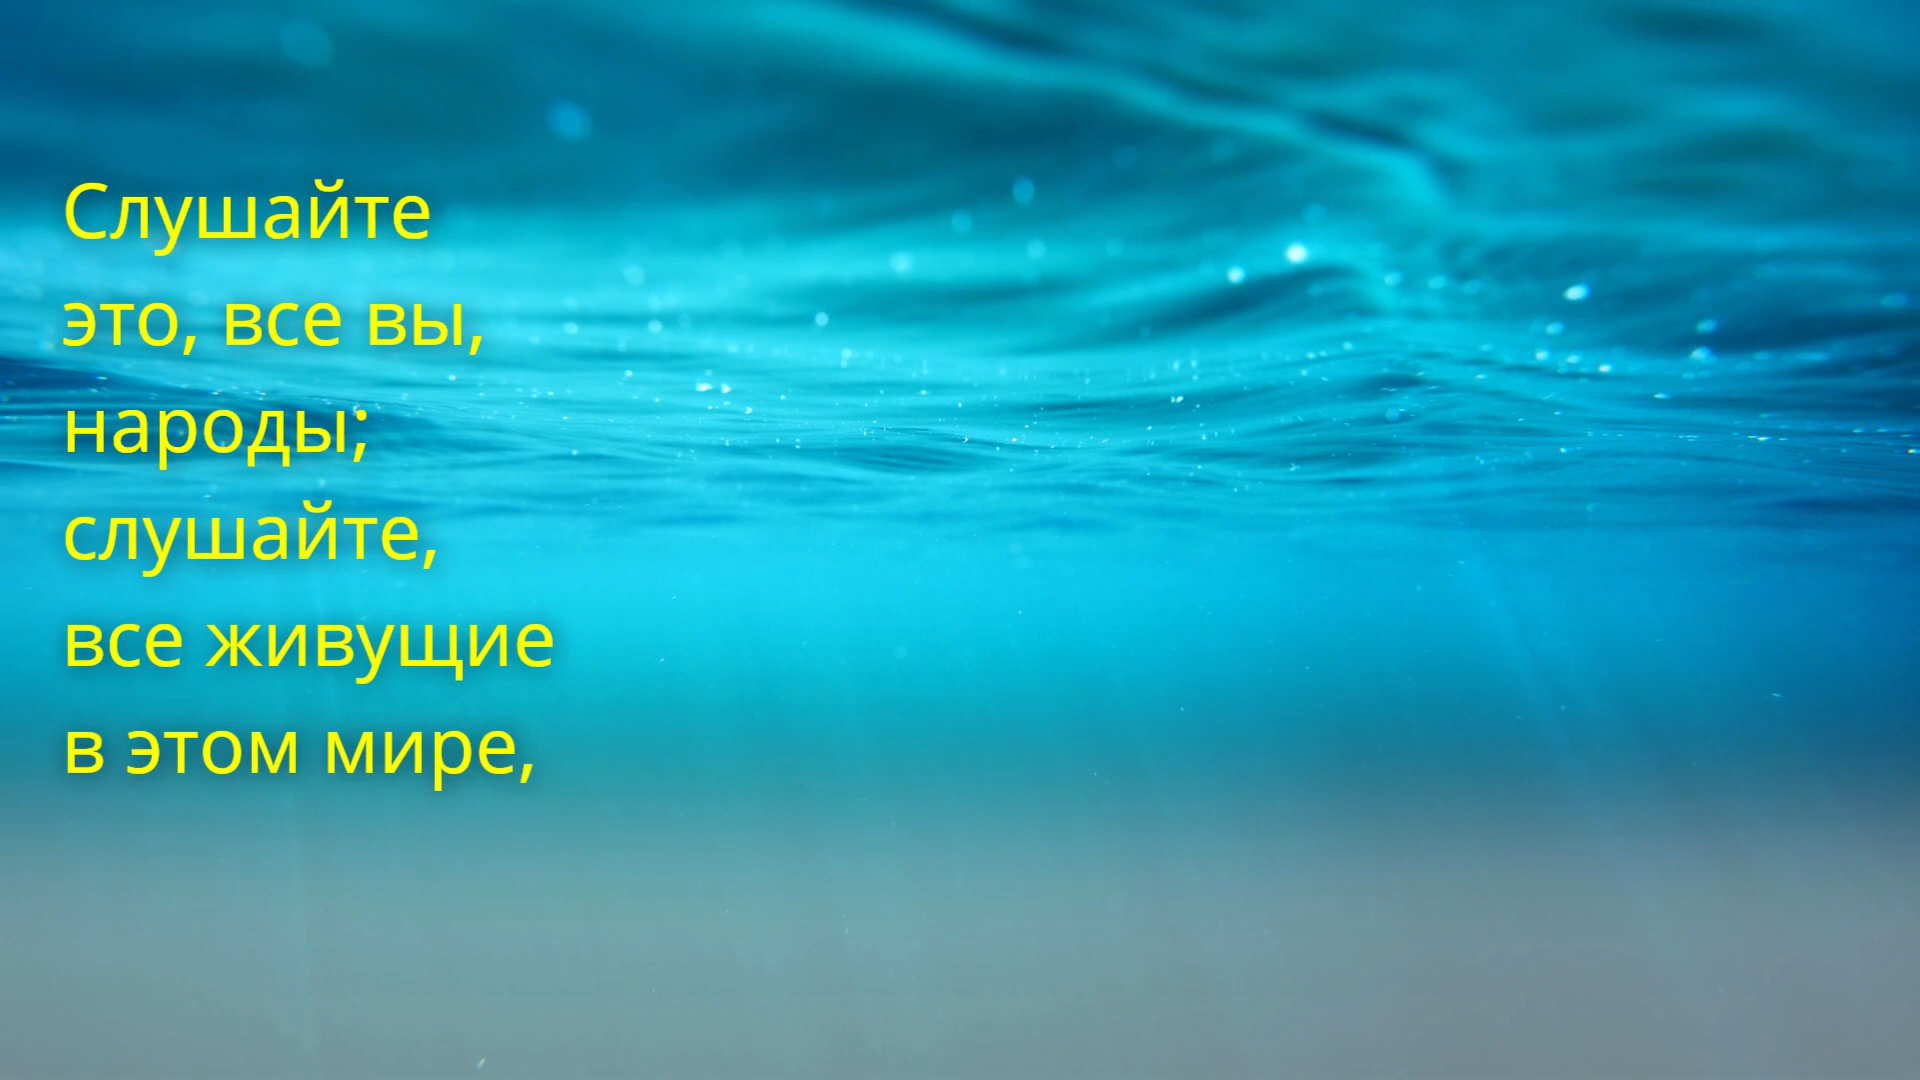 Слушайте
это, все вы,
народы;
слушайте,
все живущие
в этом мире,